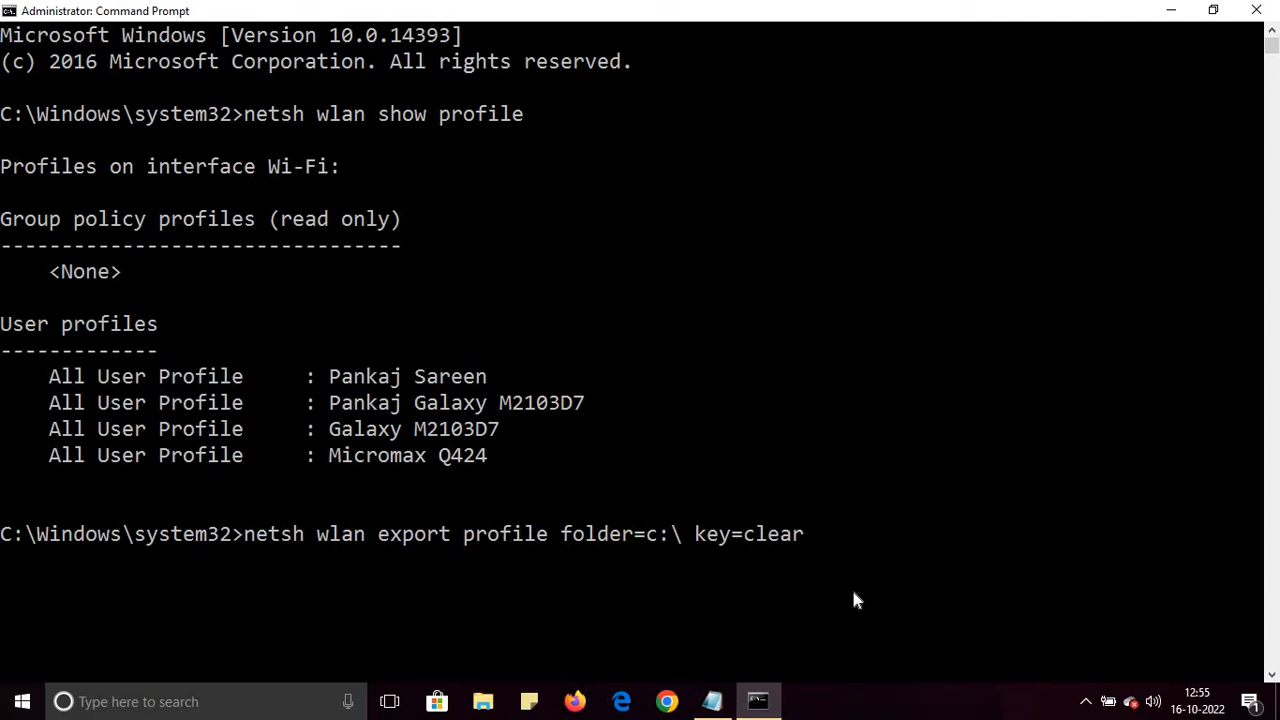 Administrator: Command Prompt
Microsoft Windows [Version 10.0.14393]
(c) 2016 Microsoft Corporation. All rights reserved.
C:\Windows\system32>netsh wlan show profile
Profiles on interface Wi-Fi:
Group policy profiles (read only)
---------------------------------
<None>
User profiles
-------------
All User Profile     : Pankaj Sareen
All User Profile     : Pankaj Galaxy M2103D7
All User Profile     : Galaxy M2103D7
All User Profile     : Micromax Q424
C:\Windows\system32>netsh wlan export profile folder=c:\ key=clear
Type here to search
12:55
16-10-2022
1